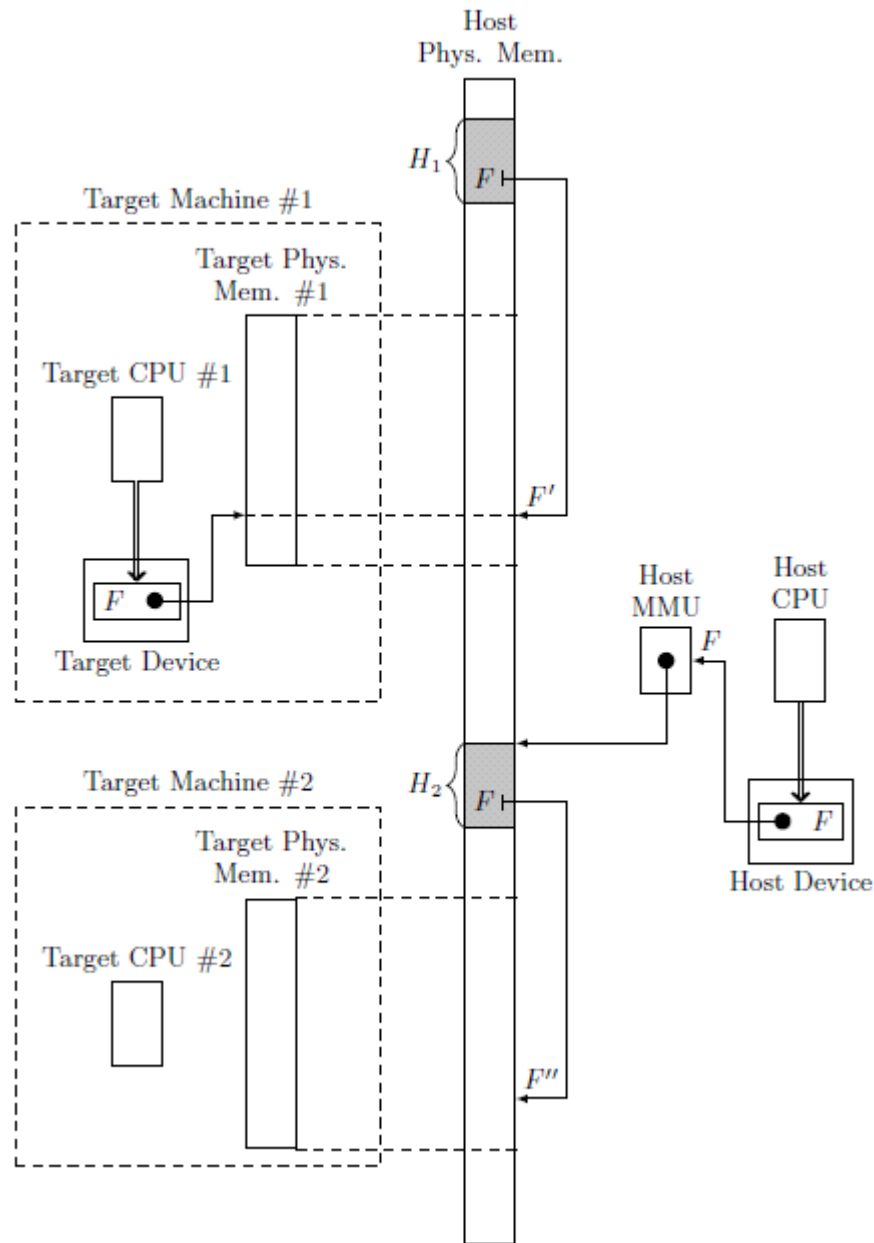 Host
Phys. Mem.
H₁
F
Target Machine #1
Target Phys.
Mem. #1
Target CPU #1
F′
F
Target Device
Host
MMU
Host
CPU
F
Target Machine #2
H₂
F
F
Target Phys.
Mem. #2
Host Device
Target CPU #2
F″